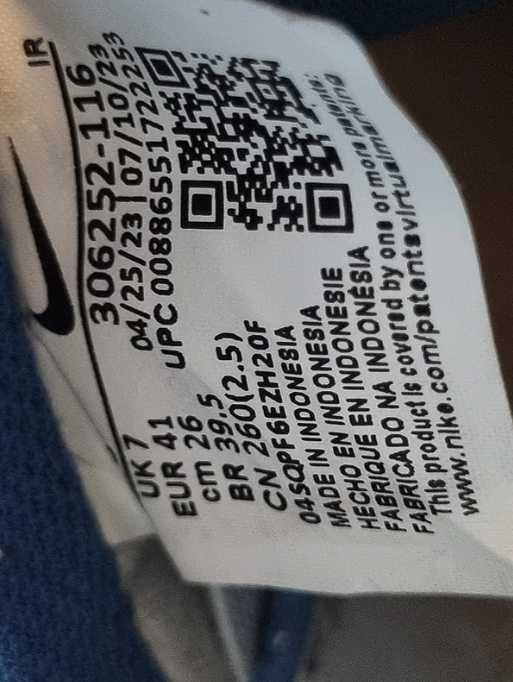 IR
306252-116
04/25/23 | 07/10/23
UPC 00886551722253
UK 7
EUR 41
cm 26
BR 39.5
CN 260(2.5)
04SQPF6EZH20F
MADE IN INDONESIA
HECHO EN INDONESIA
FABRIQUE EN INDONESIE
FABRICADO NA INDONÉSIA
This product is covered by one or more patents:
www.nike.com/patentsvirtualmarking